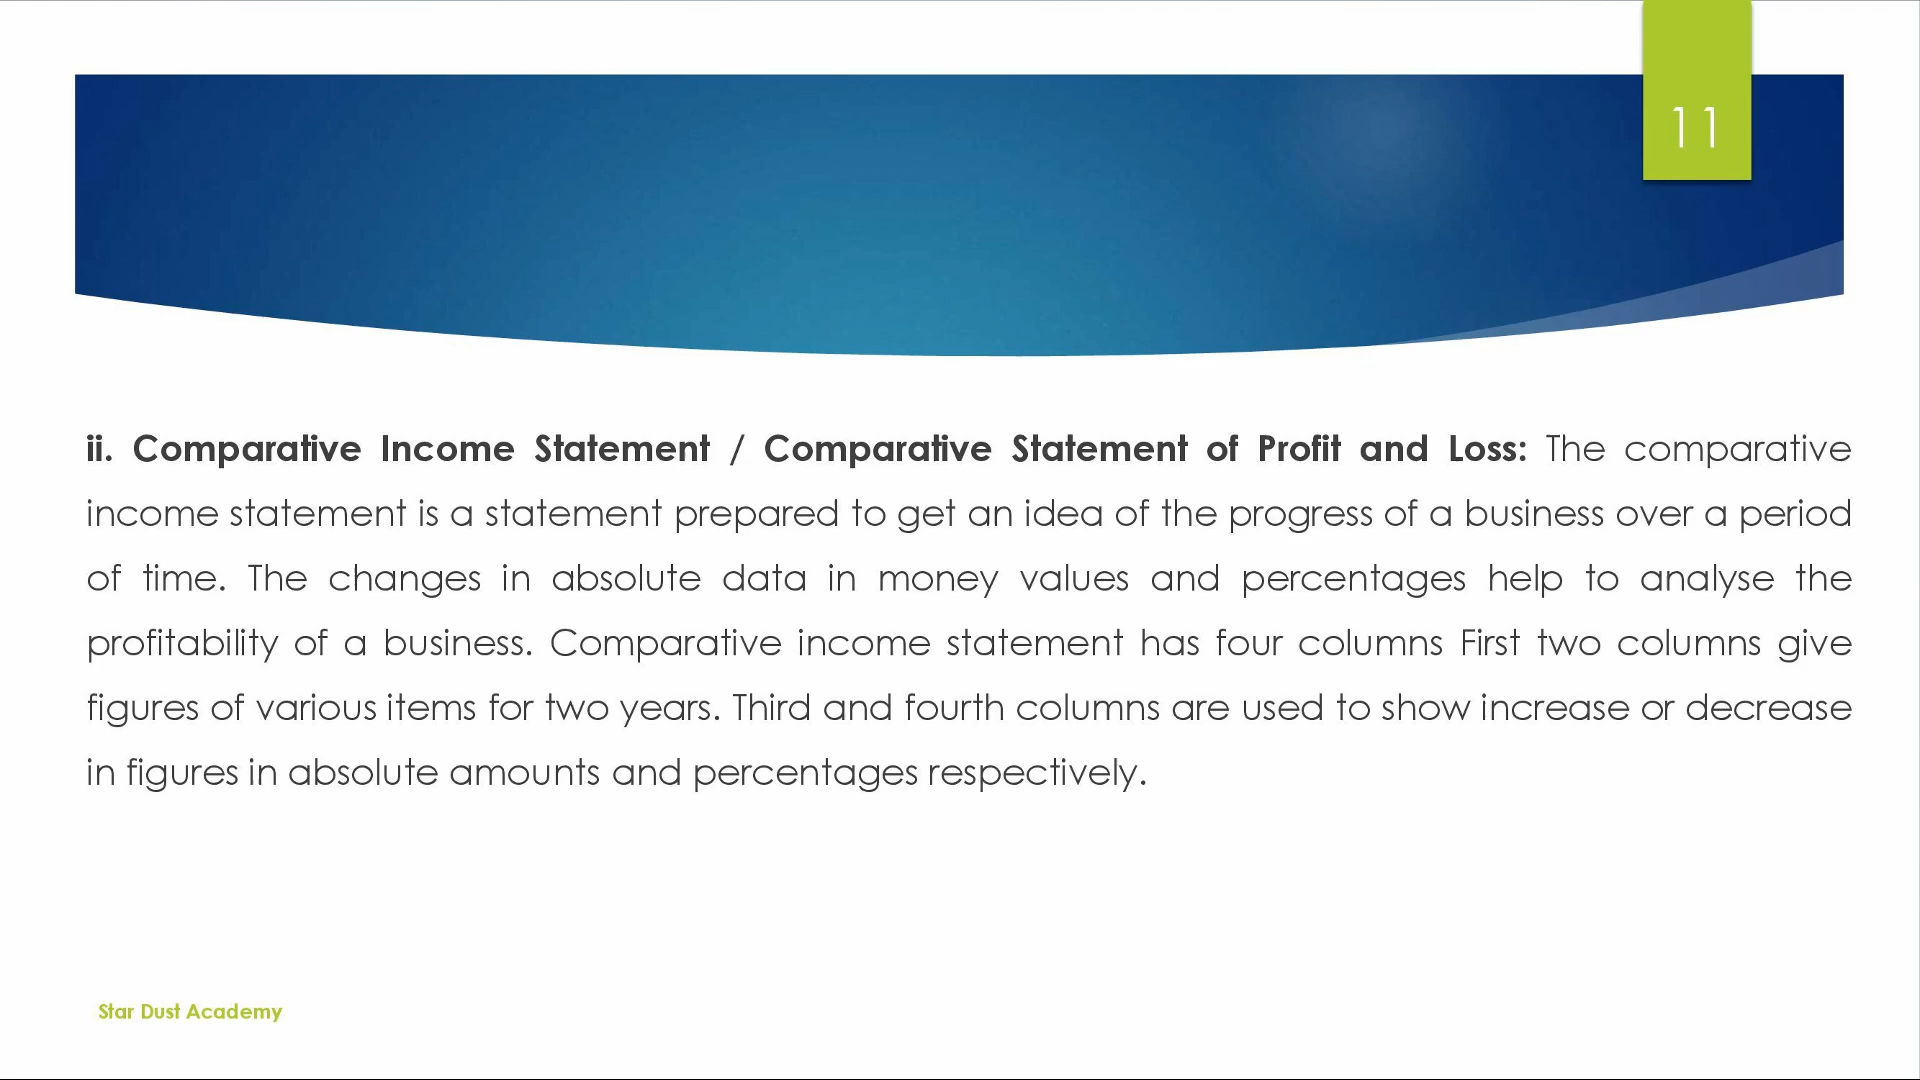 11
ii. Comparative Income Statement / Comparative Statement of Profit and Loss: The comparative
income statement is a statement prepared to get an idea of the progress of a business over a period
of time. The changes in absolute data in money values and percentages help to analyse the
profitability of a business. Comparative income statement has four columns First two columns give
figures of various items for two years. Third and fourth columns are used to show increase or decrease
in figures in absolute amounts and percentages respectively.
Star Dust Academy